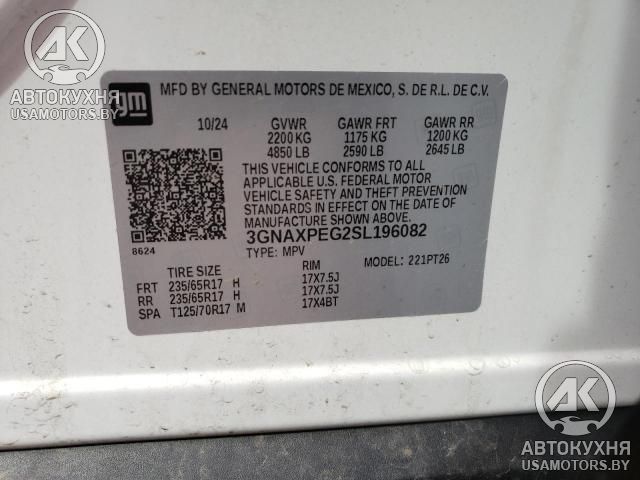 AK
АВТОКУХНЯ
USAMOTORS.BY
gm
MFD BY GENERAL MOTORS DE MEXICO, S. DE R.L. DE C.V.
10/24 GVWR GAWR FRT GAWR RR
2200 KG 1175 KG 1200 KG
4850 LB 2590 LB 2645 LB
THIS VEHICLE CONFORMS TO ALL
APPLICABLE U.S. FEDERAL MOTOR
VEHICLE SAFETY AND THEFT PREVENTION
STANDARDS IN EFFECT ON THE DATE OF
MANUFACTURE SHOWN ABOVE.
3GNAXPEG2SL196082
8624
TYPE: MPV MODEL: 221PT26
TIRE SIZE RIM
FRT 235/65R17 H 17X7.5J
RR 235/65R17 H 17X7.5J
SPA T125/70R17 M 17X4BT
AK
АВТОКУХНЯ
USAMOTORS.BY